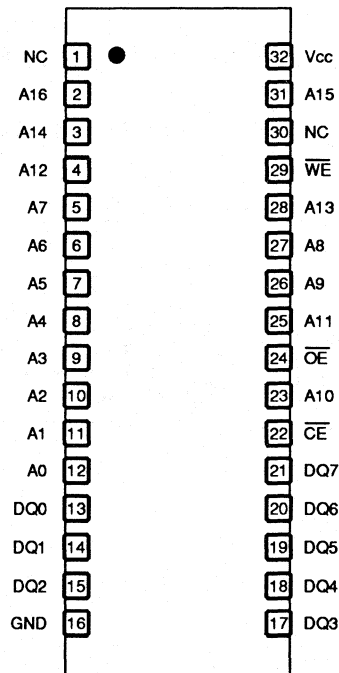 NC 1 32 Vcc
A16 2 31 A15
A14 3 30 NC
A12 4 29 W̅E̅
A7 5 28 A13
A6 6 27 A8
A5 7 26 A9
A4 8 25 A11
A3 9 24 O̅E̅
A2 10 23 A10
A1 11 22 C̅E̅
A0 12 21 DQ7
DQ0 13 20 DQ6
DQ1 14 19 DQ5
DQ2 15 18 DQ4
GND 16 17 DQ3